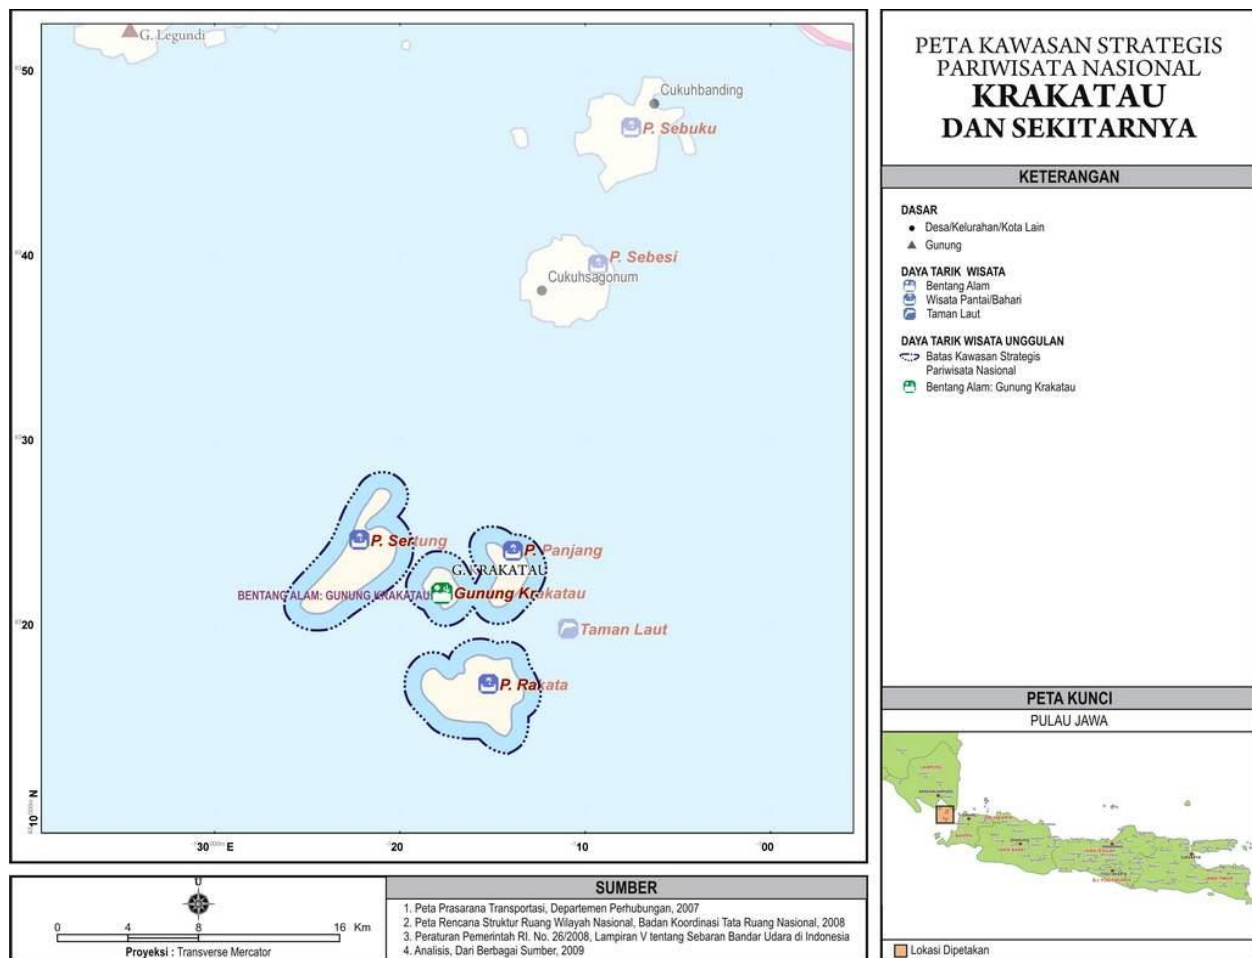 PETA KAWASAN STRATEGIS
PARIWISATA NASIONAL
KRAKATAU
DAN SEKITARNYA
KETERANGAN
DASAR
Desa/Kelurahan/Kota Lain
Gunung
DAYA TARIK WISATA
Bentang Alam
Wisata Pantai/Bahari
Taman Laut
DAYA TARIK WISATA UNGGULAN
Batas Kawasan Strategis
Pariwisata Nasional
Bentang Alam: Gunung Krakatau
G. Legundi
50
Cukuhbanding
P. Sebuku
40
P. Sebesi
Cukuhsagonum
30
P. Sertung
P. Panjang
G. KRAKATAU
BENTANG ALAM: GUNUNG KRAKATAU
Gunung Krakatau
20
Taman Laut
P. Rakata
10 N
30 E
20
10
00
PETA KUNCI
PULAU JAWA
LAMPUNG
Lokasi Dipetakan
U
0 4 8 16 Km
Proyeksi : Transverse Mercator
SUMBER
1. Peta Prasarana Transportasi, Departemen Perhubungan, 2007
2. Peta Rencana Struktur Ruang Wilayah Nasional, Badan Koordinasi Tata Ruang Nasional, 2008
3. Peraturan Pemerintah RI. No. 26/2008, Lampiran V tentang Sebaran Bandar Udara di Indonesia
4. Analisis, Dari Berbagai Sumber, 2009